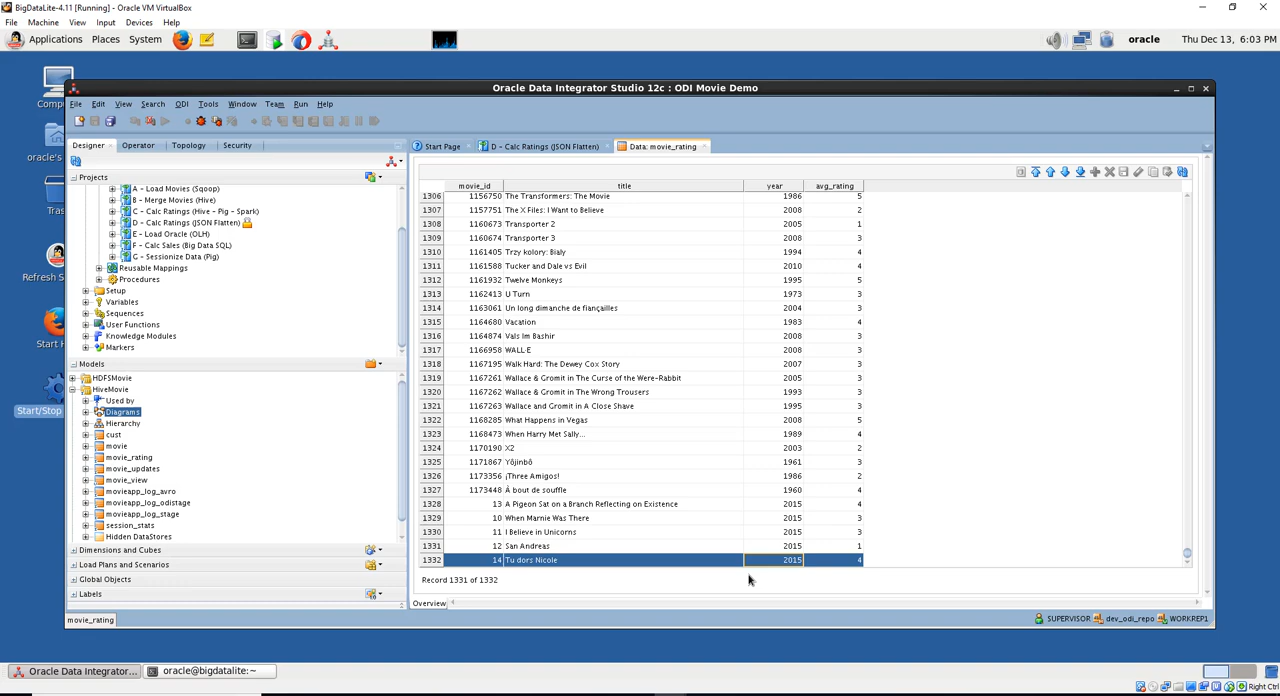 BigDataLite-4.11 [Running] - Oracle VM VirtualBox
File Machine View Input Devices Help
Applications Places System oracle Thu Dec 13, 6:03 PM
Oracle Data Integrator Studio 12c : ODI Movie Demo
File Edit View Search ODI Tools Window Team Run Help
Designer Operator Topology Security
Start Page D - Calc Ratings (JSON Flatten) Data: movie_rating
Projects
A - Load Movies (Sqoop)
B - Merge Movies (Hive)
C - Calc Ratings (Hive - Pig - Spark)
D - Calc Ratings (JSON Flatten)
E - Load Oracle (OLH)
F - Calc Sales (Big Data SQL)
G - Sessionize Data (Pig)
Reusable Mappings
Procedures
Setup
Variables
Sequences
User Functions
Knowledge Modules
Markers
Models
HDFSMovie
HiveMovie
Used by
Diagrams
Hierarchy
cust
movie
movie_rating
movie_updates
movie_view
movieapp_log_avro
movieapp_log_odistage
movieapp_log_stage
session_stats
Hidden DataStores
Dimensions and Cubes
Load Plans and Scenarios
Global Objects
Labels
movie_rating
movie_id title year avg_rating
1306 1156750 The Transformers: The Movie 1986 5
1307 1157751 The X Files: I Want to Believe 2008 2
1308 1160673 Transporter 2 2005 1
1309 1160674 Transporter 3 2008 3
1310 1161405 Trzy kolory: Bialy 1994 4
1311 1161588 Tucker and Dale vs Evil 2010 4
1312 1161932 Twelve Monkeys 1995 5
1313 1162413 U Turn 1973 3
1314 1163061 Un long dimanche de fiançailles 2004 3
1315 1164680 Vacation 1983 4
1316 1164874 Vals Im Bashir 2008 3
1317 1166958 WALL·E 2008 3
1318 1167195 Walk Hard: The Dewey Cox Story 2007 3
1319 1167261 Wallace & Gromit in The Curse of the Were-Rabbit 2005 3
1320 1167262 Wallace & Gromit in The Wrong Trousers 1993 3
1321 1167263 Wallace and Gromit in A Close Shave 1995 3
1322 1168285 What Happens in Vegas 2008 5
1323 1168473 When Harry Met Sally... 1989 4
1324 1170190 X2 2003 2
1325 1171867 Yôjinbô 1961 3
1326 1173356 ¡Three Amigos! 1986 2
1327 1173448 À bout de souffle 1960 4
1328 13 A Pigeon Sat on a Branch Reflecting on Existence 2015 4
1329 10 When Marnie Was There 2015 3
1330 11 I Believe in Unicorns 2015 3
1331 12 San Andreas 2015 1
1332 14 Tu dors Nicole 2015 4
Record 1331 of 1332
Overview
SUPERVISOR dev_odi_repo WORKREP1
Comp
oracle's
Tras
Refresh S
Start H
Start/Stop
Oracle Data Integrator... oracle@bigdatalite:~
Right Ctrl